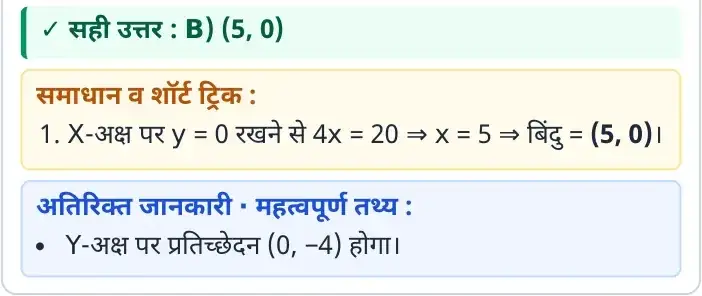 ✓ सही उत्तर : B) (5, 0)
समाधान व शॉर्ट ट्रिक :
1. X-अक्ष पर y = 0 रखने से 4x = 20 ⇒ x = 5 ⇒ बिंदु = (5, 0)।
अतिरिक्त जानकारी · महत्वपूर्ण तथ्य :
• Y-अक्ष पर प्रतिच्छेदन (0, −4) होगा।